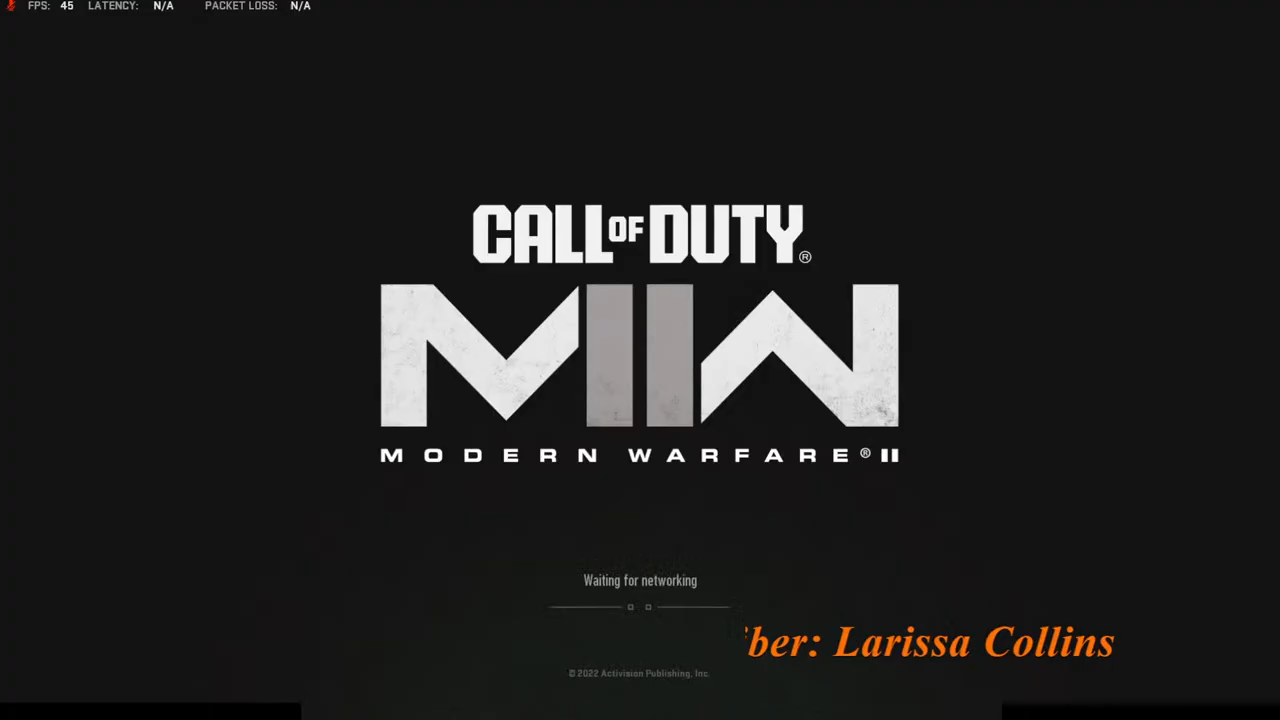 FPS: 45 LATENCY: N/A PACKET LOSS: N/A
CALL OF DUTY®
MIIW
MODERN WARFARE® II
Waiting for networking
ber: Larissa Collins
© 2022 Activision Publishing, Inc.